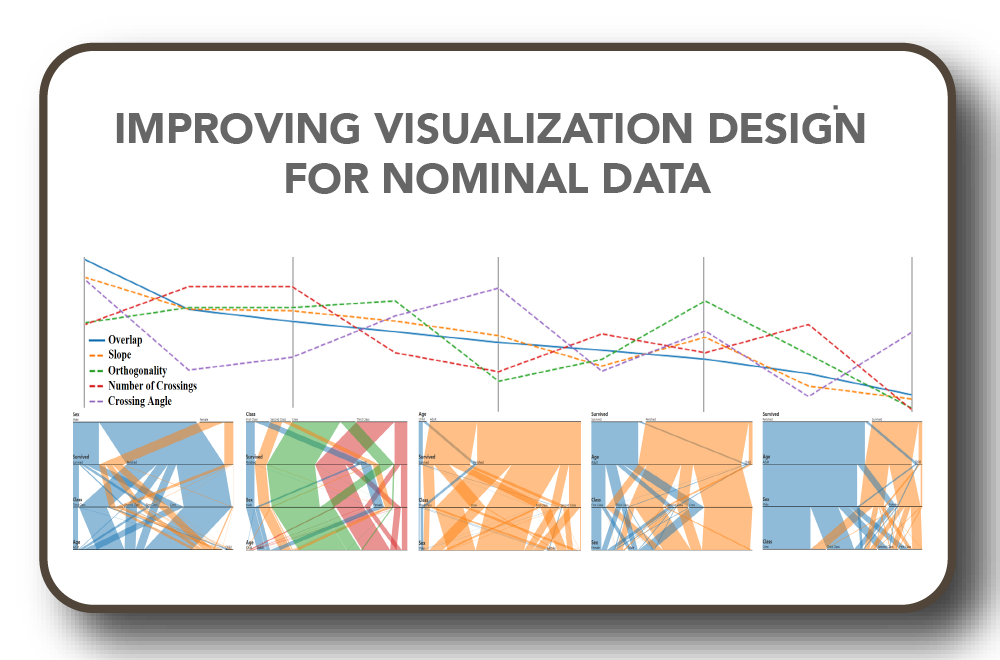 IMPROVING VISUALIZATION DESIGN
FOR NOMINAL DATA
Overlap
Slope
Orthogonality
Number of Crossings
Crossing Angle
Sex
Survived
Class
Age
Class
Survived
Sex
Age
Age
Survived
Class
Sex
Survived
Age
Class
Sex
Survived
Age
Sex
Class